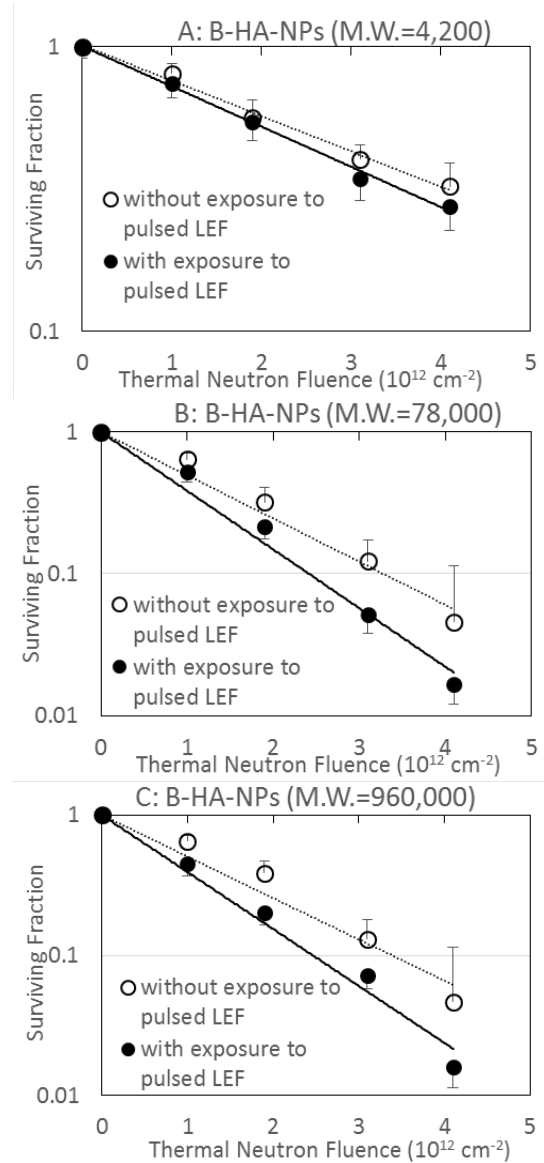 A: B-HA-NPs (M.W.=4,200)
1
Surviving Fraction
without exposure to
pulsed LEF
with exposure to
pulsed LEF
0.1
0 1 2 3 4 5
Thermal Neutron Fluence (10¹² cm⁻²)
B: B-HA-NPs (M.W.=78,000)
1
Surviving Fraction
0.1
without exposure to
pulsed LEF
with exposure to
pulsed LEF
0.01
0 1 2 3 4 5
Thermal Neutron Fluence (10¹² cm⁻²)
C: B-HA-NPs (M.W.=960,000)
1
Surviving Fraction
0.1
without exposure to
pulsed LEF
with exposure to
pulsed LEF
0.01
0 1 2 3 4 5
Thermal Neutron Fluence (10¹² cm⁻²)